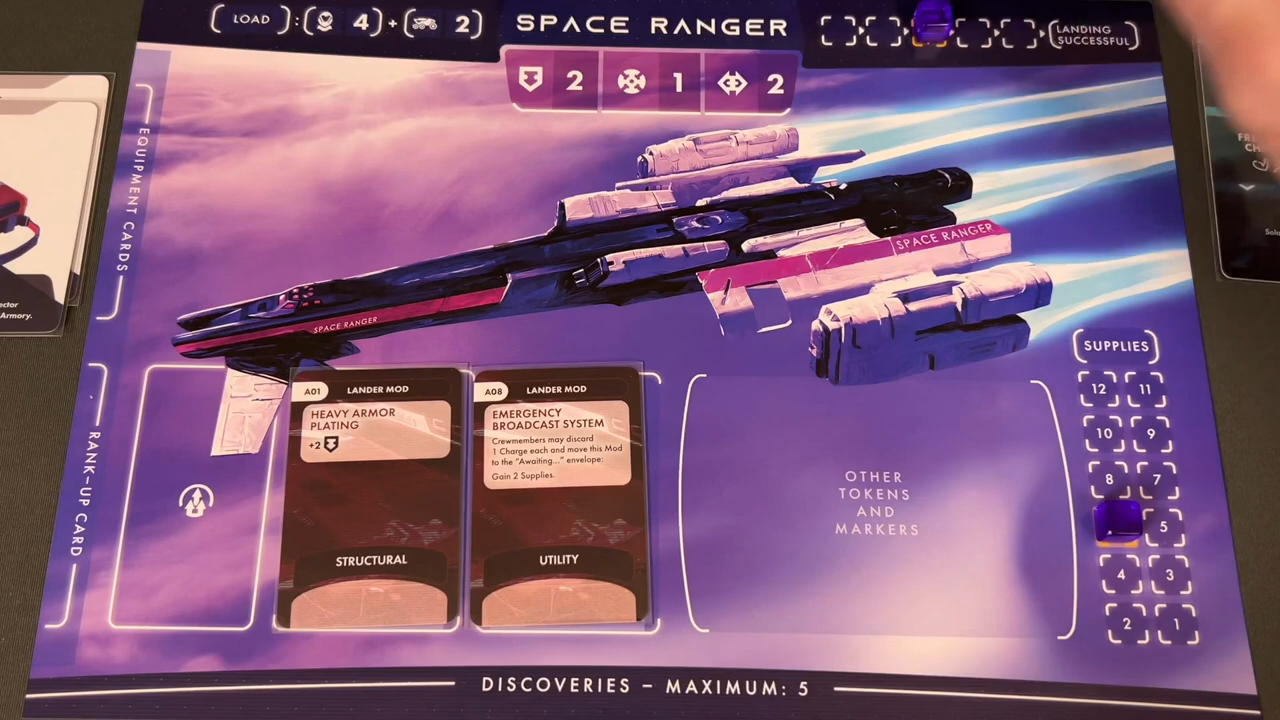 LOAD : 4 + 2
SPACE RANGER
LANDING
SUCCESSFUL
2 1 2
EQUIPMENT CARDS
RANK-UP CARD
Armory.
SPACE RANGER
SPACE RANGER
A01 LANDER MOD
HEAVY ARMOR
PLATING
+2
STRUCTURAL
A08 LANDER MOD
EMERGENCY
BROADCAST SYSTEM
Crewmembers may discard
1 Charge each and move this Mod
to the "Awaiting..." envelope:
Gain 2 Supplies.
UTILITY
OTHER
TOKENS
AND
MARKERS
SUPPLIES
12 11
10 9
8 7
5
4 3
2 1
DISCOVERIES – MAXIMUM: 5